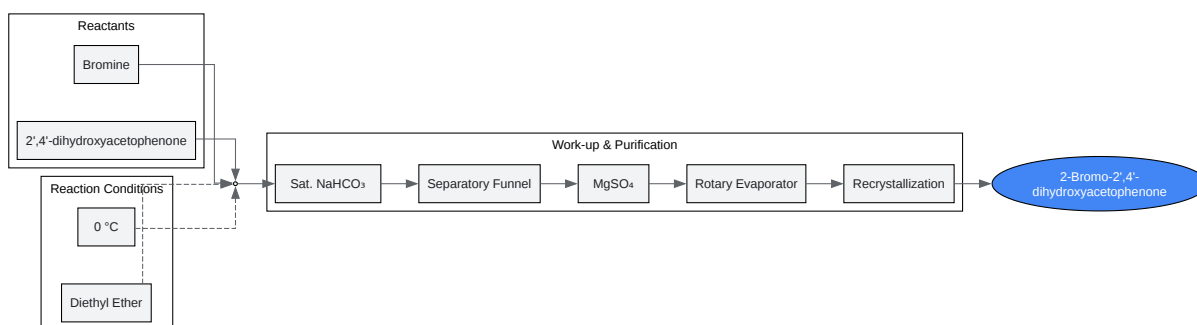 Reactants
Bromine
2',4'-dihydroxyacetophenone
Reaction Conditions
0 °C
Diethyl Ether
Work-up & Purification
Sat. NaHCO₃
Separatory Funnel
MgSO₄
Rotary Evaporator
Recrystallization
2-Bromo-2',4'-
dihydroxyacetophenone